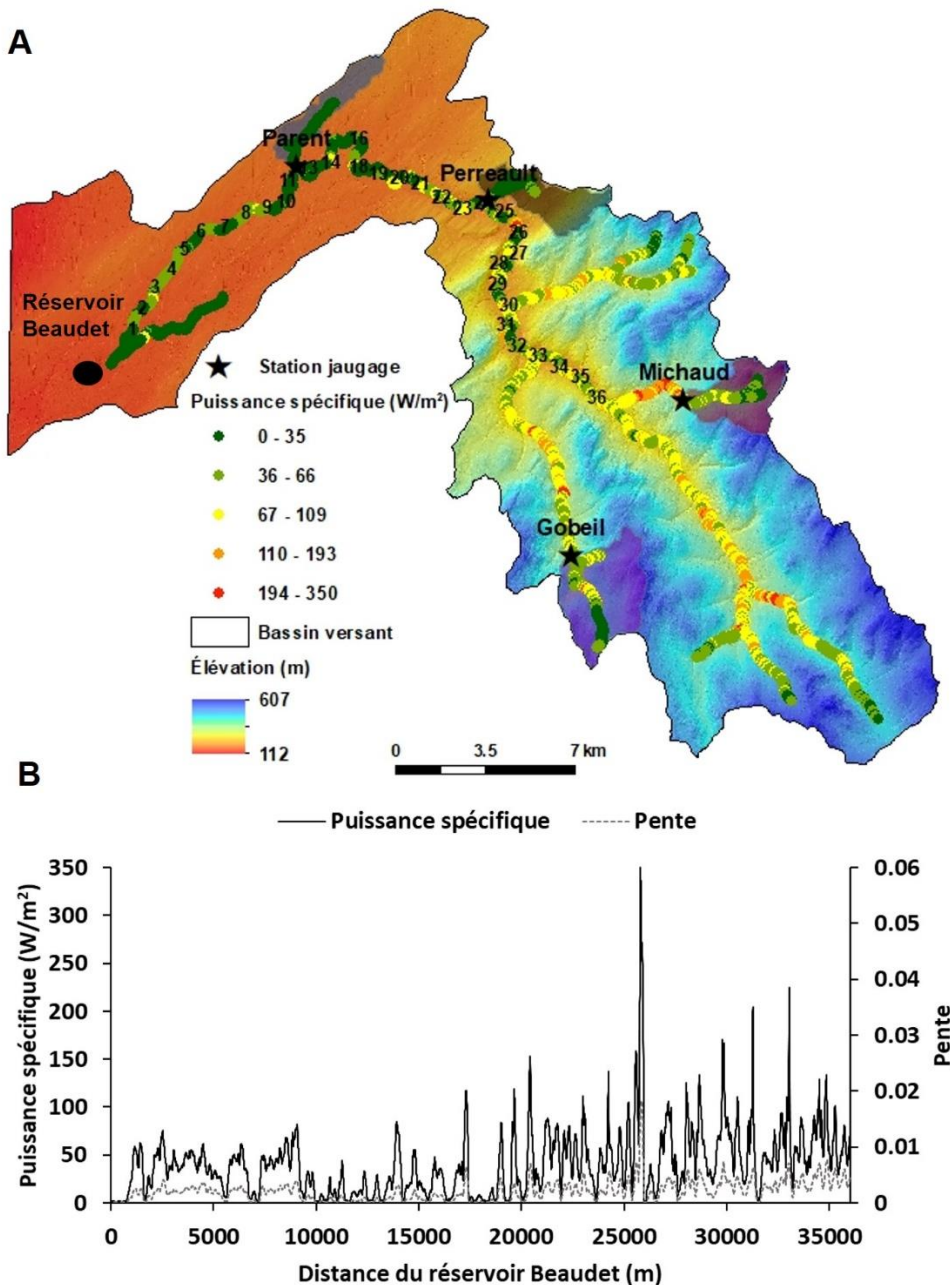 A
Parent
16
13
14
11
10
18
19
20
21
22
23
Perreault
25
26
27
28
29
30
31
32
33
34
35
36
9
8
7
6
5
4
3
2
1
Réservoir
Beaudet
Michaud
Gobeil
Station jaugage
Puissance spécifique (W/m²)
0 - 35
36 - 66
67 - 109
110 - 193
194 - 350
Bassin versant
Élévation (m)
607
112
0 3.5 7 km
B
Puissance spécifique Pente
350
300
250
200
150
100
50
0
0.06
0.05
0.04
0.03
0.02
0.01
0
Puissance spécifique (W/m²)
Pente
0 5000 10000 15000 20000 25000 30000 35000
Distance du réservoir Beaudet (m)